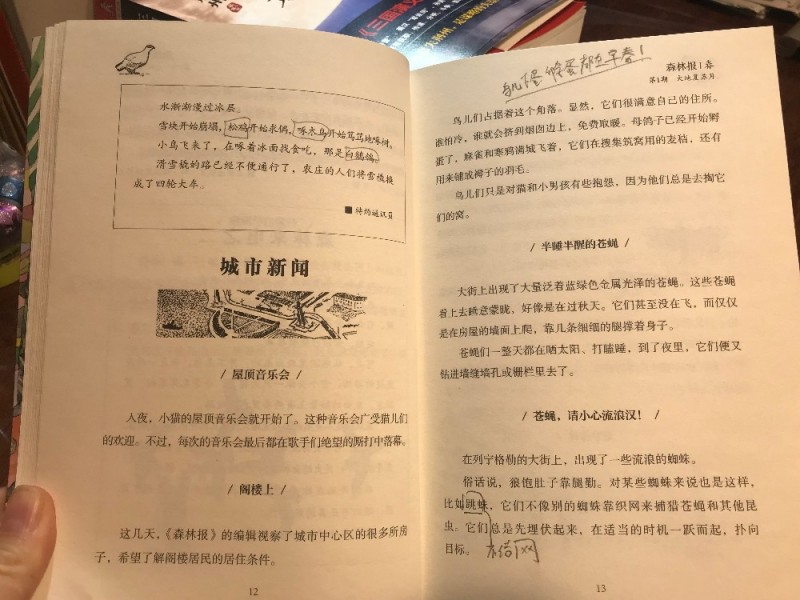 水渐渐漫过冰层。
雪块开始崩塌，松鸡开始求偶，啄木鸟开始笃笃地啄树。
小鸟飞来了，在啄着冰面找食吃，那是白鹡鸰。
滑雪橇的路已经不便通行了，农庄的人们将雪橇换
成了四轮大车。
■ 特约通讯员
城市新闻
/ 屋顶音乐会 /
入夜，小猫的屋顶音乐会就开始了。这种音乐会广受猫儿们
的欢迎。不过，每次的音乐会最后都在歌手们绝望的厮打中落幕。
/ 阁楼上 /
这几天，《森林报》的编辑视察了城市中心区的很多所房
子，希望了解阁楼居民的居住条件。
12
都在早春！
森林报 | 春
第1期 大地复苏月
鸟儿们占据着这个角落。显然，它们很满意自己的住所。
谁怕冷，谁就会挤到烟囱边上，免费取暖。母鸽子已经开始孵
蛋了，麻雀和寒鸦满城飞着，它们在搜集筑窝用的麦秸，还有
用来铺成褥子的羽毛。
鸟儿们只是对猫和小男孩有些抱怨，因为他们总是去掏它
们的窝。
/ 半睡半醒的苍蝇 /
大街上出现了大量泛着蓝绿色金属光泽的苍蝇。这些苍蝇
看上去睡意蒙眬，好像是在过秋天。它们甚至没在飞，而仅仅
是在房屋的墙面上爬，靠几条细细的腿撑着身子。
苍蝇们一整天都在晒太阳、打瞌睡，到了夜里，它们便又
钻进墙缝墙孔或栅栏里去了。
/ 苍蝇，请小心流浪汉！ /
在列宁格勒的大街上，出现了一些流浪的蜘蛛。
俗话说，狼饱肚子靠腿勤。对某些蜘蛛来说也是这样，
比如跳蛛，它们不像别的蜘蛛靠织网来捕猎苍蝇和其他昆
虫。它们总是先埋伏起来，在适当的时机一跃而起，扑向
目标。 不结网
13